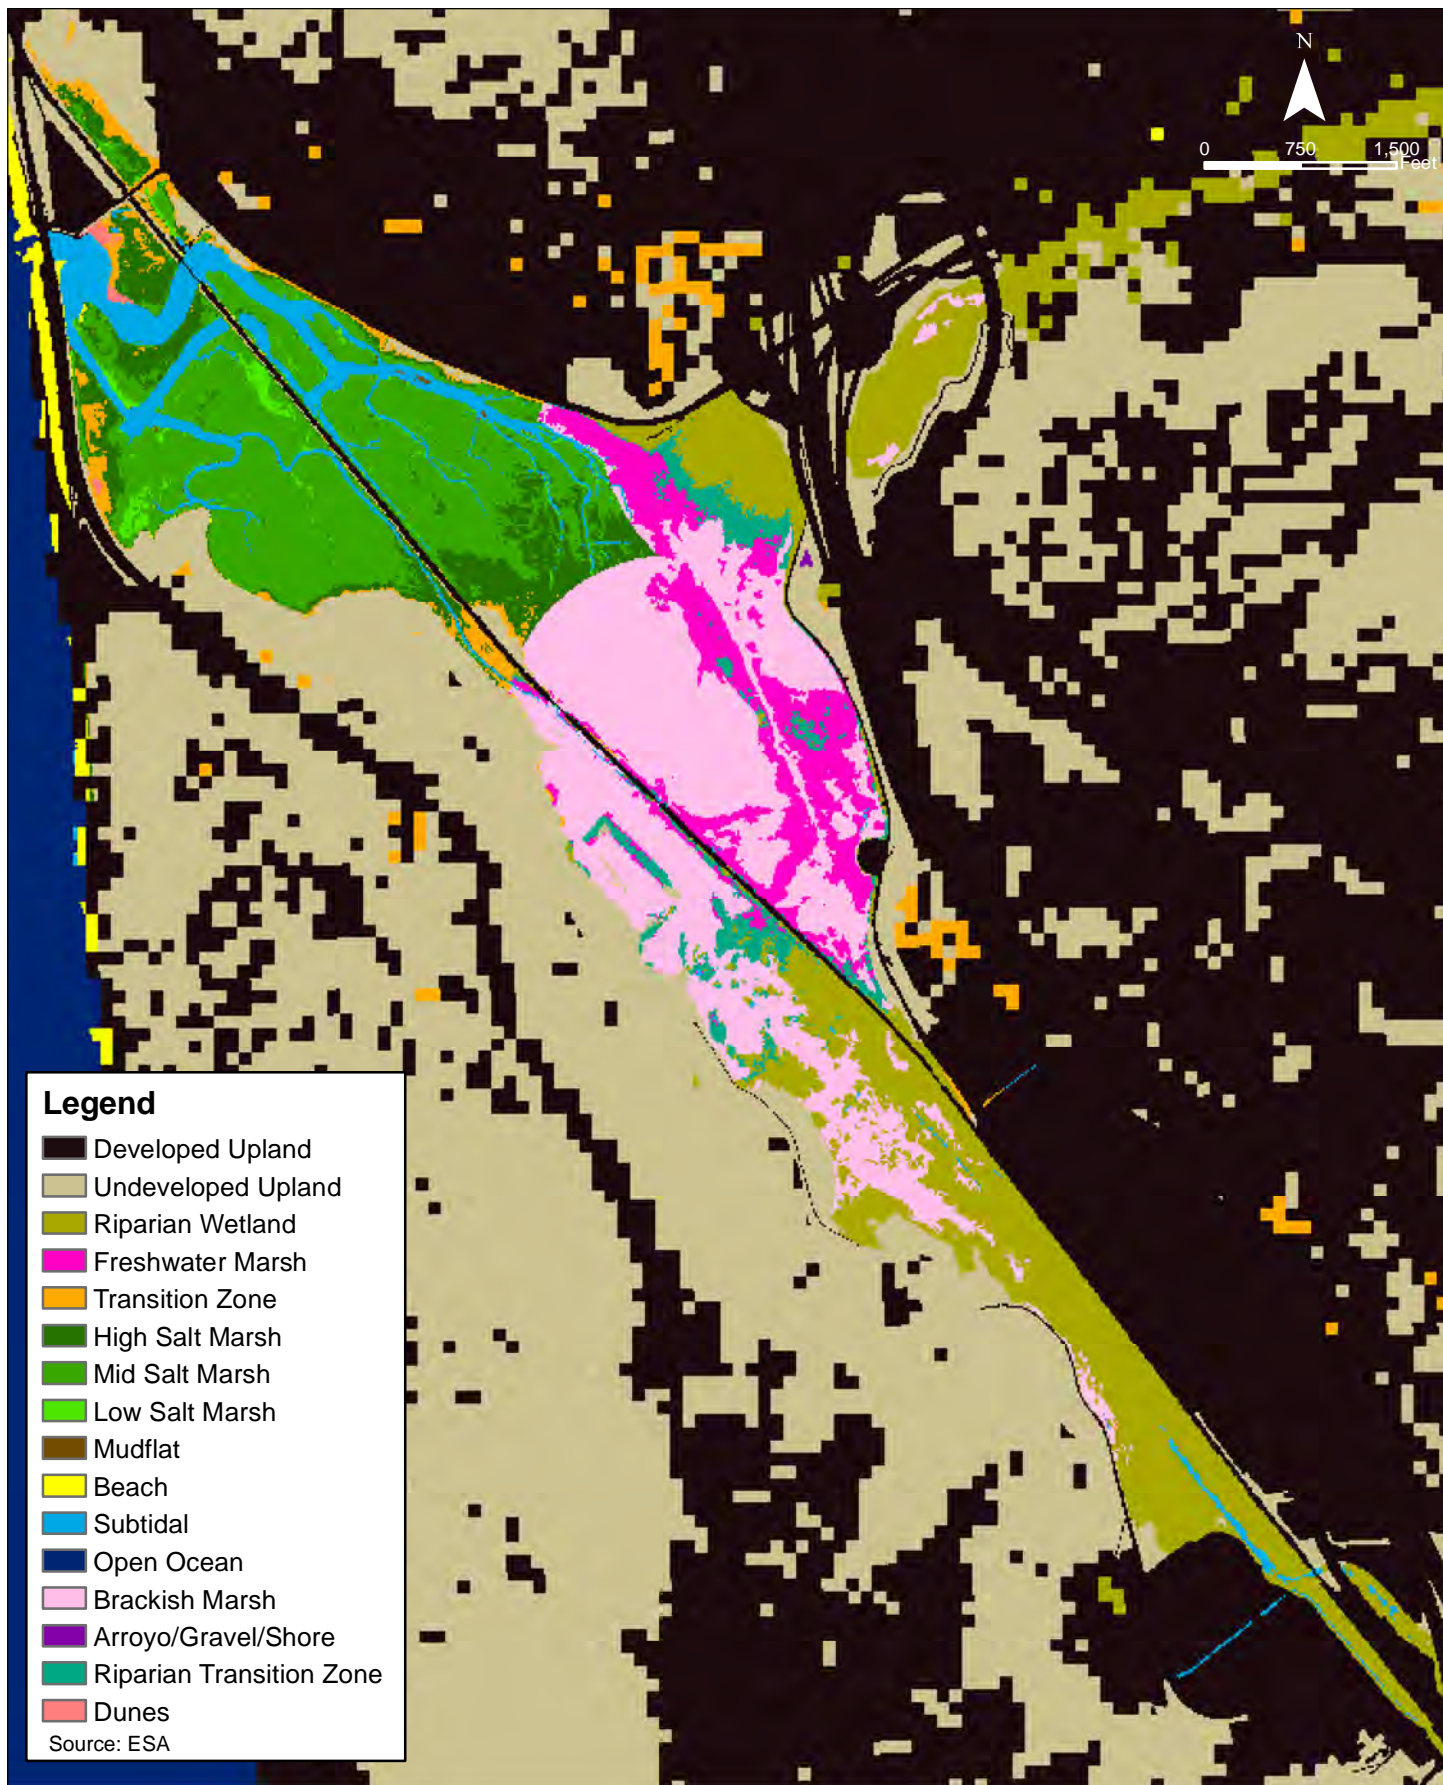 N
0 750 1,500
Feet
Legend
Developed Upland
Undeveloped Upland
Riparian Wetland
Freshwater Marsh
Transition Zone
High Salt Marsh
Mid Salt Marsh
Low Salt Marsh
Mudflat
Beach
Subtidal
Open Ocean
Brackish Marsh
Arroyo/Gravel/Shore
Riparian Transition Zone
Dunes
Source: ESA